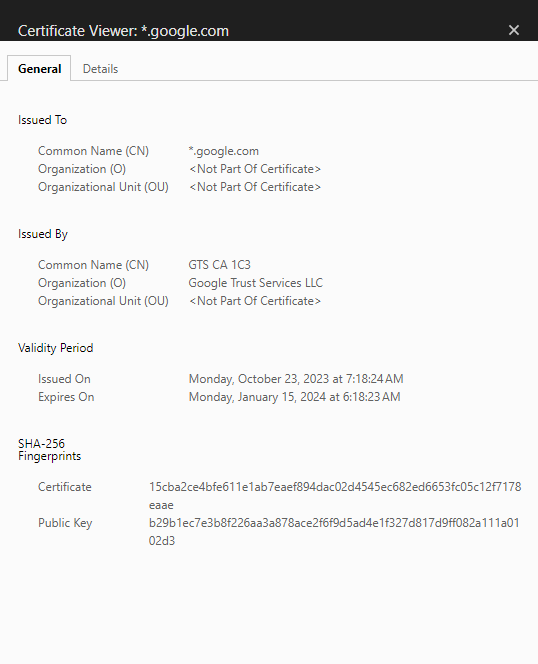 Certificate Viewer: *.google.com
General Details
Issued To
Common Name (CN) *.google.com
Organization (O) <Not Part Of Certificate>
Organizational Unit (OU) <Not Part Of Certificate>
Issued By
Common Name (CN) GTS CA 1C3
Organization (O) Google Trust Services LLC
Organizational Unit (OU) <Not Part Of Certificate>
Validity Period
Issued On Monday, October 23, 2023 at 7:18:24 AM
Expires On Monday, January 15, 2024 at 6:18:23 AM
SHA-256
Fingerprints
Certificate 15cba2ce4bfe611e1ab7eaef894dac02d4545ec682ed6653fc05c12f7178
eaae
Public Key b29b1ec7e3b8f226aa3a878ace2f6f9d5ad4e1f327d817d9ff082a111a01
02d3